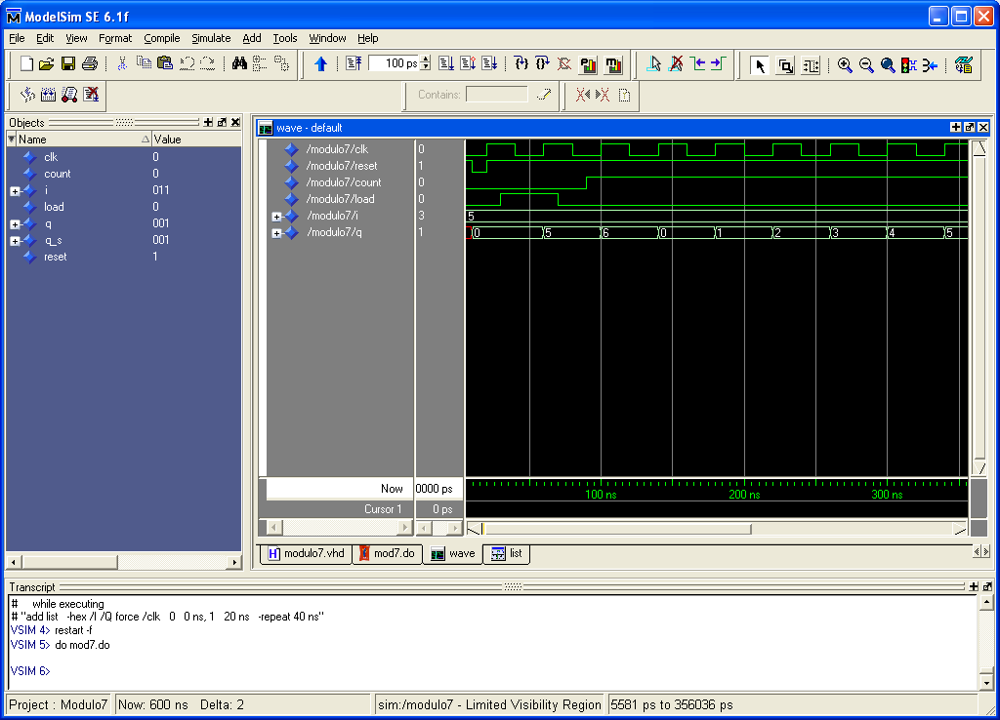 ModelSim SE 6.1f
File Edit View Format Compile Simulate Add Tools Window Help
100 ps
Contains:
Objects
Name Value
clk 0
count 0
i 011
load 0
q 001
q_s 001
reset 1
wave - default
/modulo7/clk 0
/modulo7/reset 1
/modulo7/count 0
/modulo7/load 0
/modulo7/i 3 5
/modulo7/q 1 0 5 6 0 1 2 3 4 5
Now 0000 ps
100 ns 200 ns 300 ns
Cursor 1 0 ps
modulo7.vhd mod7.do wave list
Transcript
# while executing
# "add list -hex /I /Q force /clk 0 0 ns, 1 20 ns -repeat 40 ns"
VSIM 4> restart -f
VSIM 5> do mod7.do
VSIM 6>
Project : Modulo7 Now: 600 ns Delta: 2 sim:/modulo7 - Limited Visibility Region 5581 ps to 356036 ps